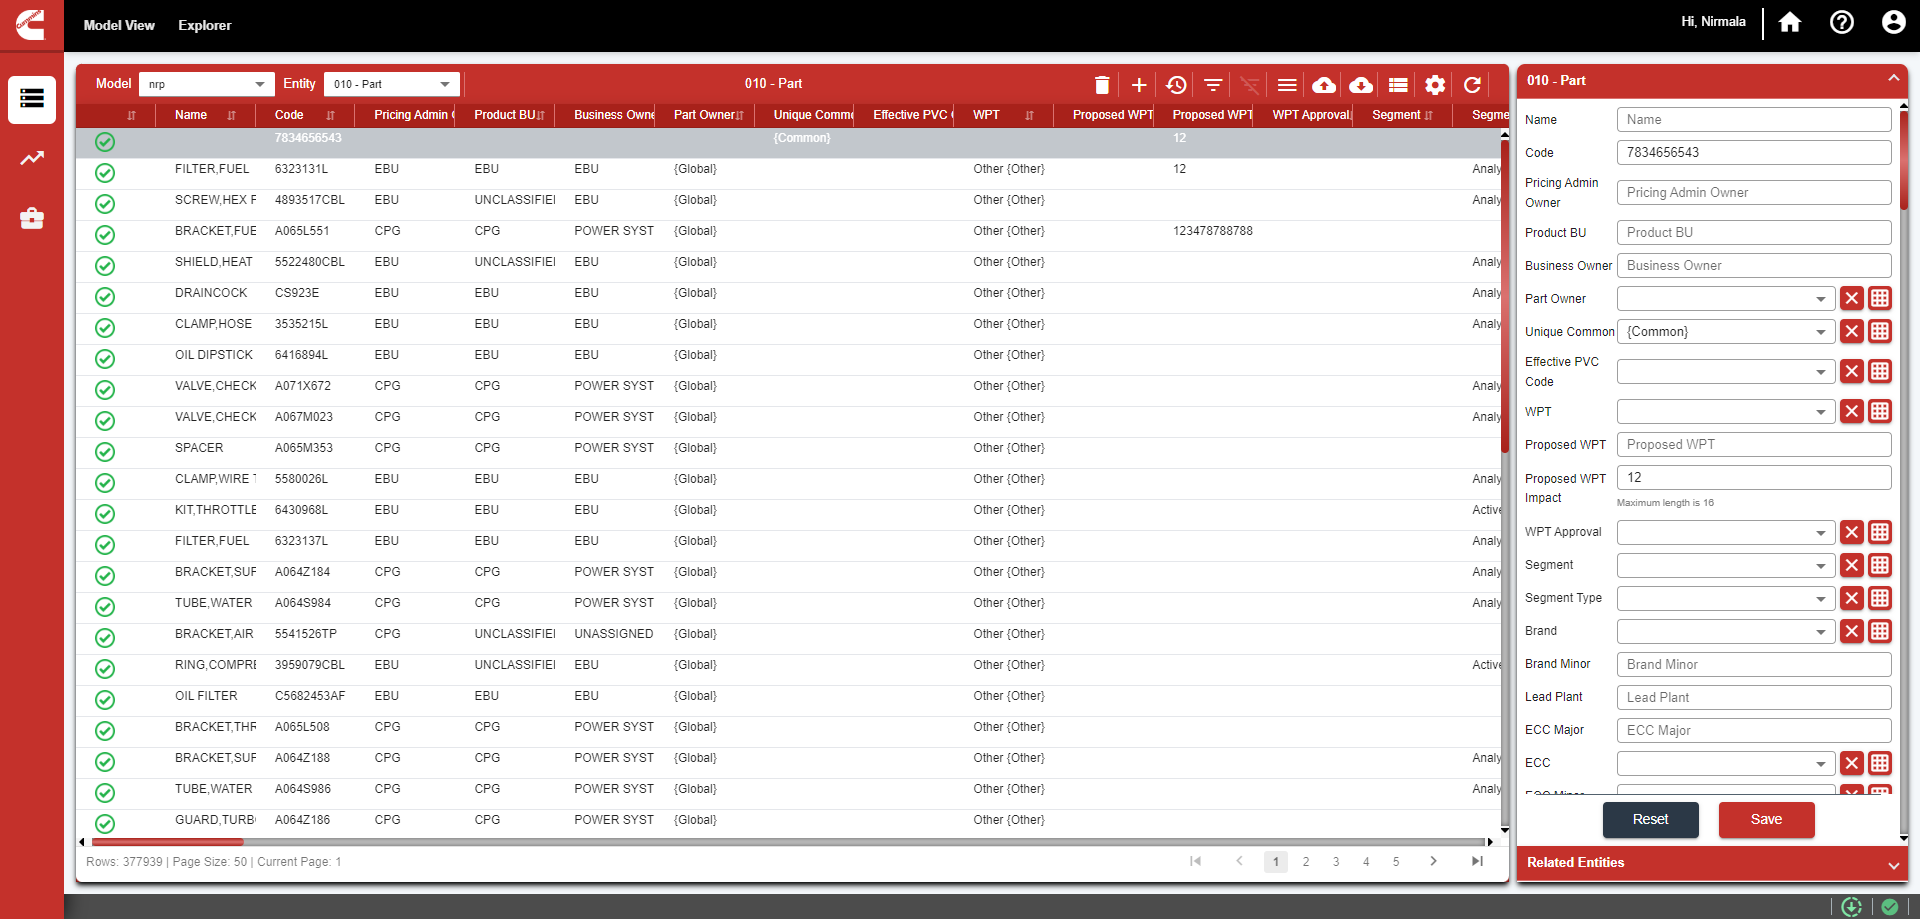 Cummins
Model View Explorer
Hi, Nirmala
Model nrp Entity 010 - Part
010 - Part
Name Code Pricing Admin Product BU Business Owne Part Owner Unique Comm Effective PVC WPT Proposed WPT Proposed WPT WPT Approval Segment Segme
7834656543 {Common} 12
FILTER,FUEL 6323131L EBU EBU EBU {Global} Other {Other} 12 Analy
SCREW,HEX F 4893517CBL EBU UNCLASSIFIE EBU {Global} Other {Other} Analy
BRACKET,FUE A065L551 CPG CPG POWER SYST {Global} Other {Other} 123478788788
SHIELD,HEAT 5522480CBL EBU UNCLASSIFIE EBU {Global} Other {Other} Analy
DRAINCOCK CS923E EBU EBU EBU {Global} Other {Other} Analy
CLAMP,HOSE 3535215L EBU EBU EBU {Global} Other {Other} Analy
OIL DIPSTICK 6416894L EBU EBU EBU {Global} Other {Other}
VALVE,CHECK A071X672 CPG CPG POWER SYST {Global} Other {Other} Analy
VALVE,CHECK A067M023 CPG CPG POWER SYST {Global} Other {Other} Analy
SPACER A065M353 CPG CPG POWER SYST {Global} Other {Other}
CLAMP,WIRE T 5580026L EBU EBU EBU {Global} Other {Other} Analy
KIT,THROTTLE 6430968L EBU EBU EBU {Global} Other {Other} Active
FILTER,FUEL 6323137L EBU EBU EBU {Global} Other {Other} Analy
BRACKET,SUF A064Z184 CPG CPG POWER SYST {Global} Other {Other} Analy
TUBE,WATER A064S984 CPG CPG POWER SYST {Global} Other {Other} Analy
BRACKET,AIR 5541526TP CPG UNCLASSIFIE UNASSIGNED {Global} Other {Other}
RING,COMPRE 3959079CBL EBU UNCLASSIFIE EBU {Global} Other {Other} Active
OIL FILTER C5682453AF EBU EBU EBU {Global} Other {Other}
BRACKET,THR A065L508 CPG CPG POWER SYST {Global} Other {Other}
BRACKET,SUF A064Z188 CPG CPG POWER SYST {Global} Other {Other} Analy
TUBE,WATER A064S986 CPG CPG POWER SYST {Global} Other {Other} Analy
GUARD,TURB A064Z186 CPG CPG POWER SYST {Global} Other {Other}
Rows: 377939 | Page Size: 50 | Current Page: 1
1 2 3 4 5
010 - Part
Name Name
Code 7834656543
Pricing Admin
Owner Pricing Admin Owner
Product BU Product BU
Business Owner Business Owner
Part Owner
Unique Common {Common}
Effective PVC
Code
WPT
Proposed WPT Proposed WPT
Proposed WPT 12
Impact
Maximum length is 16
WPT Approval
Segment
Segment Type
Brand
Brand Minor Brand Minor
Lead Plant Lead Plant
ECC Major ECC Major
ECC
ECC Minor
Reset Save
Related Entities